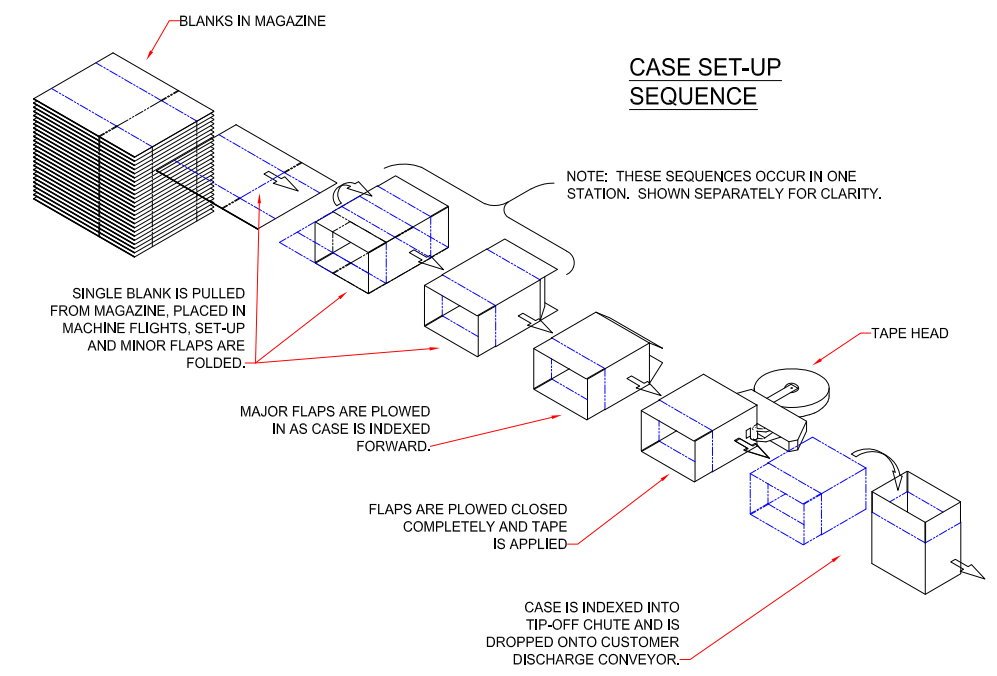 BLANKS IN MAGAZINE
CASE SET-UP
SEQUENCE
NOTE:  THESE SEQUENCES OCCUR IN ONE
STATION.  SHOWN SEPARATELY FOR CLARITY.
SINGLE BLANK IS PULLED
FROM MAGAZINE, PLACED IN
MACHINE FLIGHTS, SET-UP
AND MINOR FLAPS ARE
FOLDED.
TAPE HEAD
MAJOR FLAPS ARE PLOWED
IN AS CASE IS INDEXED
FORWARD.
FLAPS ARE PLOWED CLOSED
COMPLETELY AND TAPE
IS APPLIED
CASE IS INDEXED INTO
TIP-OFF CHUTE AND IS
DROPPED ONTO CUSTOMER
DISCHARGE CONVEYOR.